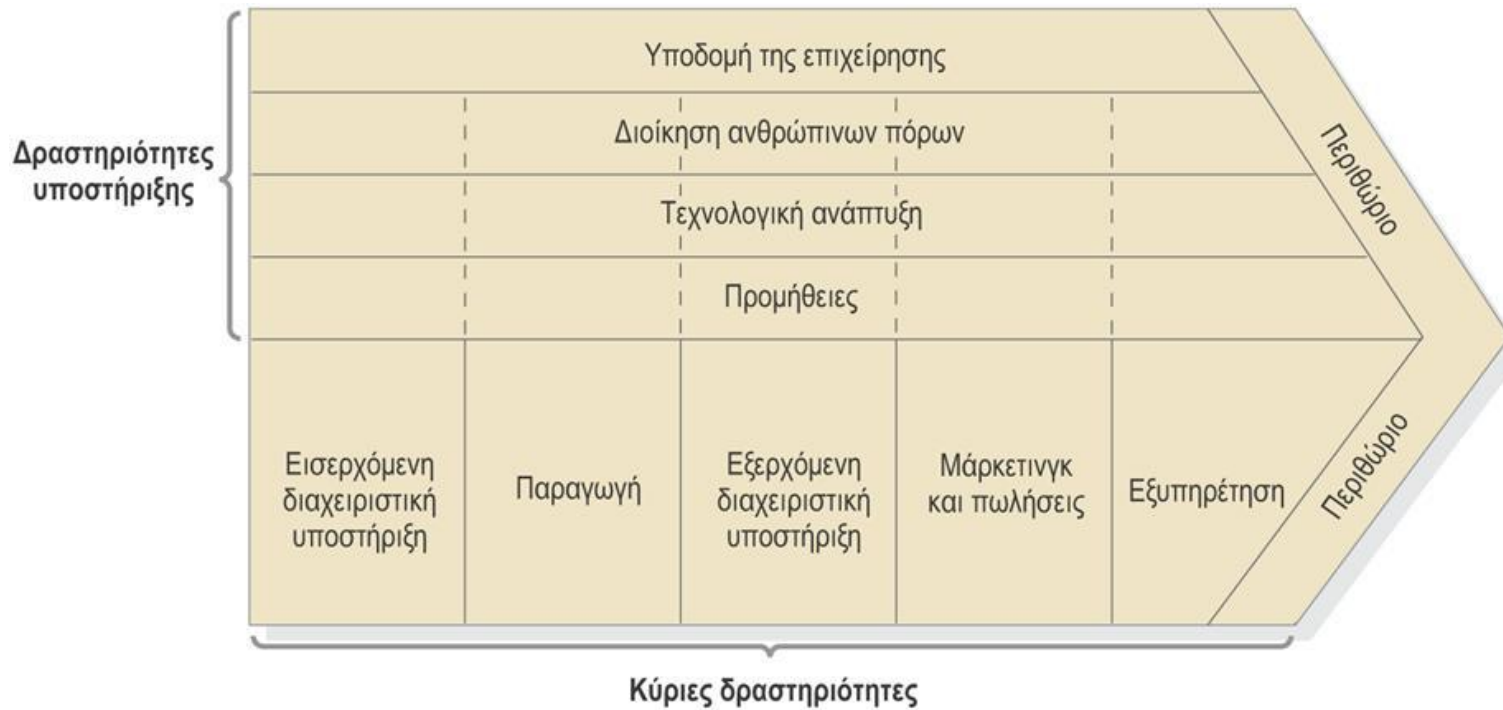 Υποδομή της επιχείρησης
Διοίκηση ανθρώπινων πόρων
Τεχνολογική ανάπτυξη
Προμήθειες
Δραστηριότητες
υποστήριξης
Περιθώριο
Εισερχόμενη
διαχειριστική
υποστήριξη
Παραγωγή
Εξερχόμενη
διαχειριστική
υποστήριξη
Μάρκετινγκ
και πωλήσεις
Εξυπηρέτηση
Περιθώριο
Κύριες δραστηριότητες